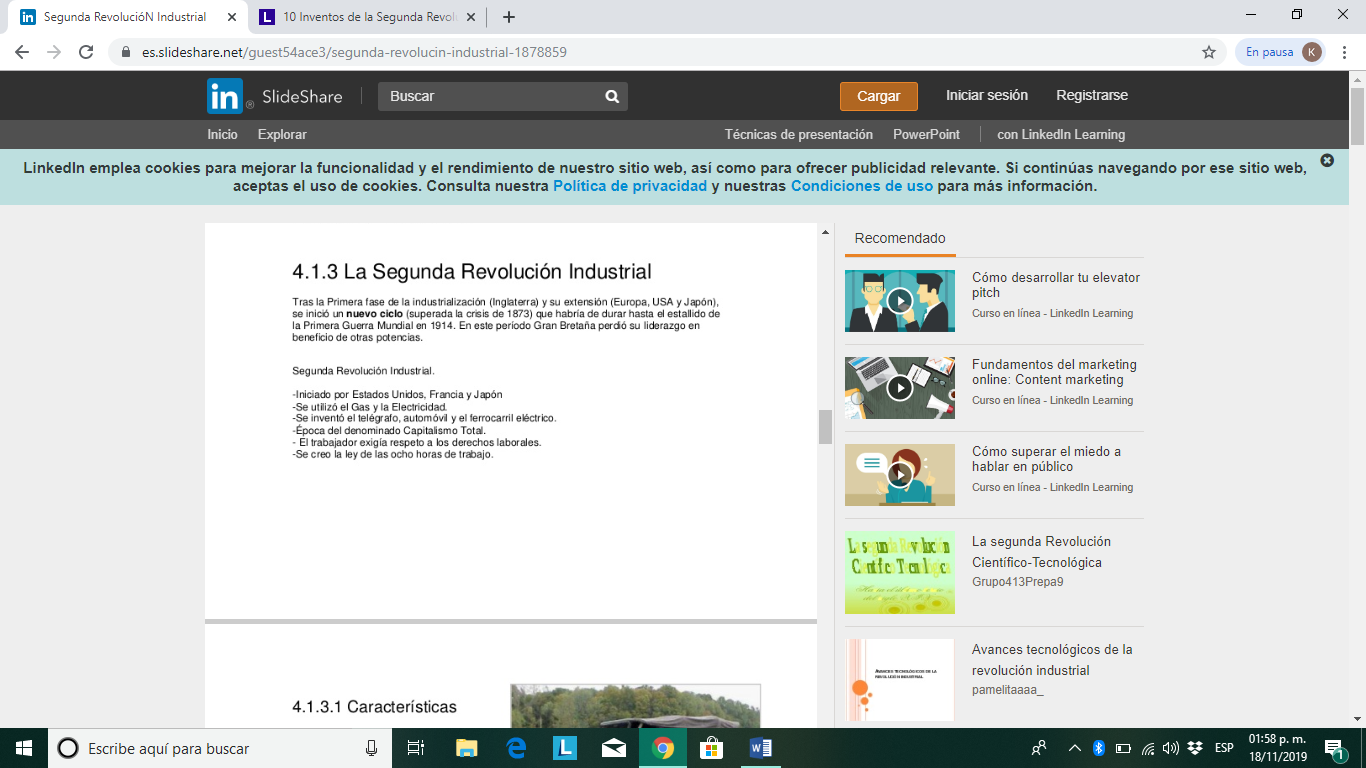 Segunda RevolucióN Industrial
10 Inventos de la Segunda Revolu
es.slideshare.net/guest54ace3/segunda-revolucin-industrial-1878859
En pausa K
in SlideShare
Buscar
Cargar
Iniciar sesión
Registrarse
Inicio
Explorar
Técnicas de presentación
PowerPoint
con LinkedIn Learning
LinkedIn emplea cookies para mejorar la funcionalidad y el rendimiento de nuestro sitio web, así como para ofrecer publicidad relevante. Si continúas navegando por ese sitio web,
aceptas el uso de cookies. Consulta nuestra Política de privacidad y nuestras Condiciones de uso para más información.
4.1.3 La Segunda Revolución Industrial
Tras la Primera fase de la industrialización (Inglaterra) y su extensión (Europa, USA y Japón),
se inició un nuevo ciclo (superada la crisis de 1873) que habría de durar hasta el estallido de
la Primera Guerra Mundial en 1914. En este período Gran Bretaña perdió su liderazgo en
beneficio de otras potencias.
Segunda Revolución Industrial.
-Iniciado por Estados Unidos, Francia y Japón
-Se utilizó el Gas y la Electricidad.
-Se inventó el telégrafo, automóvil y el ferrocarril eléctrico.
-Época del denominado Capitalismo Total.
- El trabajador exigía respeto a los derechos laborales.
-Se creo la ley de las ocho horas de trabajo.
4.1.3.1 Características
Recomendado
Cómo desarrollar tu elevator
pitch
Curso en línea - LinkedIn Learning
Fundamentos del marketing
online: Content marketing
Curso en línea - LinkedIn Learning
Cómo superar el miedo a
hablar en público
Curso en línea - LinkedIn Learning
La segunda Revolución
Científico-Tecnológica
Grupo413Prepa9
AVANCES TECNOLÓGICOS DE LA
REVOLUCIÓN INDUSTRIAL
Avances tecnológicos de la
revolución industrial
pamelitaaaa_
Escribe aquí para buscar
ESP
01:58 p. m.
18/11/2019
1